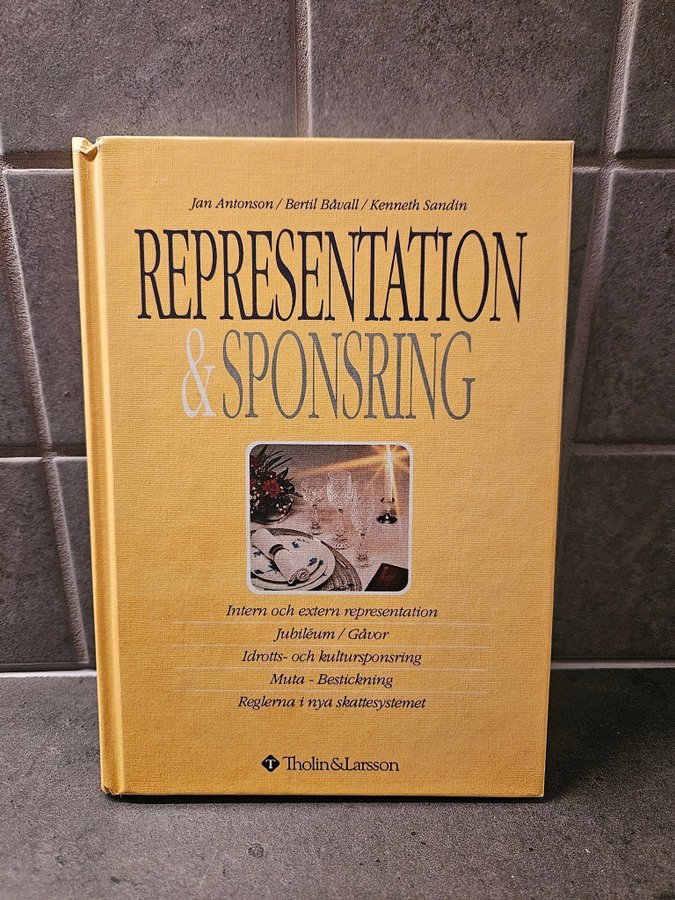 Jan Antonson / Bertil Båvall / Kenneth Sandin
REPRESENTATION
& SPONSRING
Intern och extern representation
Jubiléum / Gåvor
Idrotts- och kultursponsring
Muta - Bestickning
Reglerna i nya skattesystemet
T Tholin&Larsson